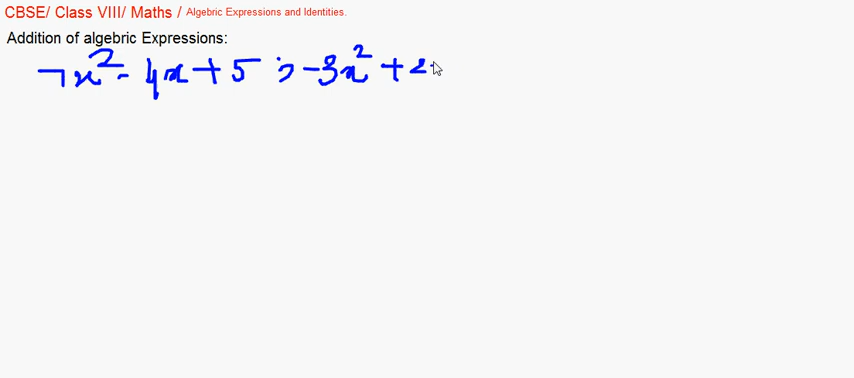 CBSE/ Class VIII/ Maths / Algebric Expressions and Identities.
Addition of algebric Expressions:
7x² - 4x + 5 , -3x² + 2